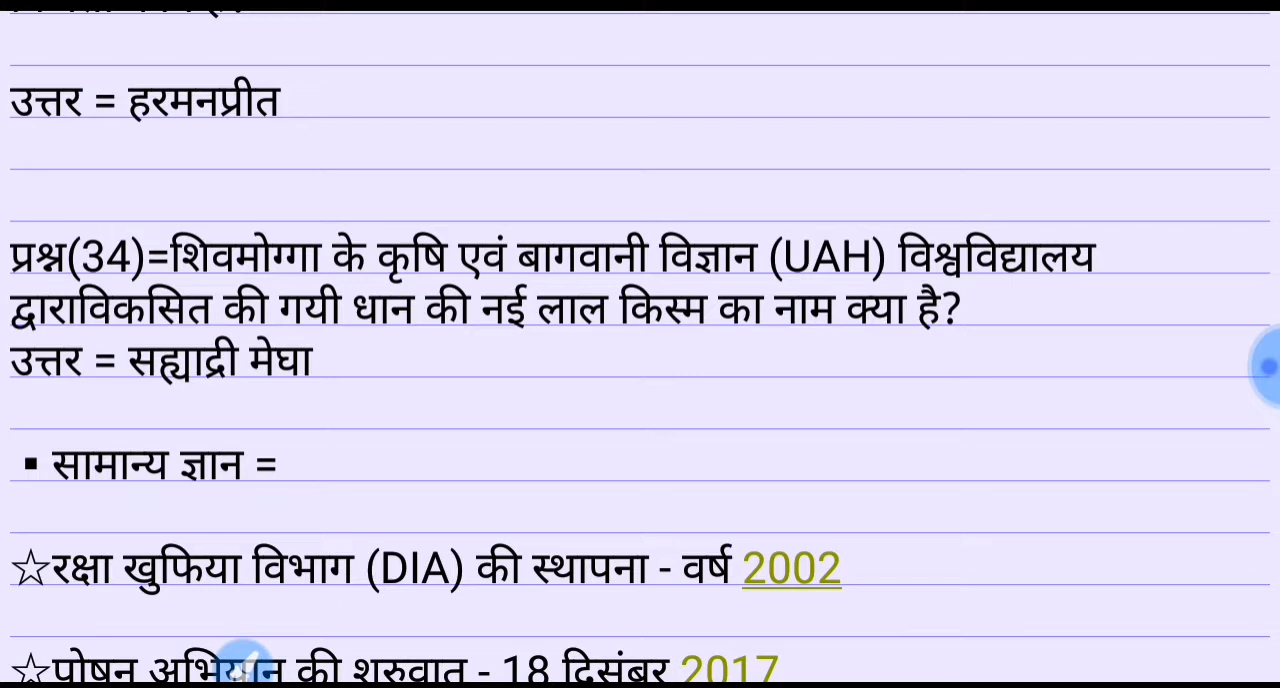 उत्तर = हरमनप्रीत
प्रश्न(34)=शिवमोग्गा के कृषि एवं बागवानी विज्ञान (UAH) विश्वविद्यालय
द्वाराविकसित की गयी धान की नई लाल किस्म का नाम क्या है?
उत्तर = सह्याद्री मेघा
▪ सामान्य ज्ञान =
☆रक्षा खुफिया विभाग (DIA) की स्थापना - वर्ष 2002
☆पोषन अभियान की शुरुवात - 18 दिसंबर 2017